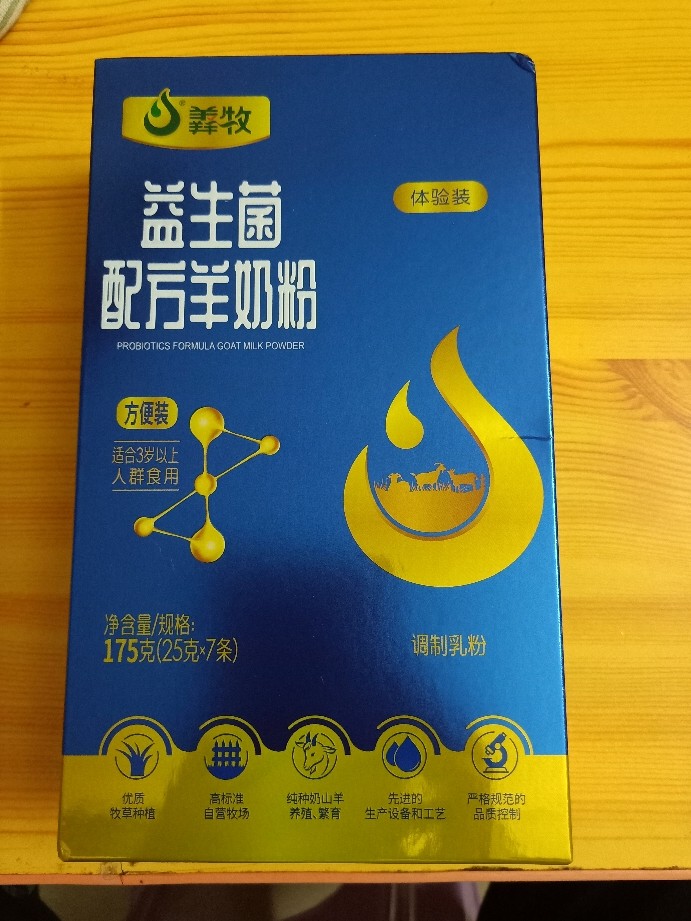 羴牧
体验装
益生菌
配方羊奶粉
PROBIOTICS FORMULA GOAT MILK POWDER
方便装
适合3岁以上
人群食用
净含量/规格:
175克(25克×7条)
调制乳粉
优质
牧草种植
高标准
自营牧场
纯种奶山羊
养殖、繁育
先进的
生产设备和工艺
严格规范的
品质控制